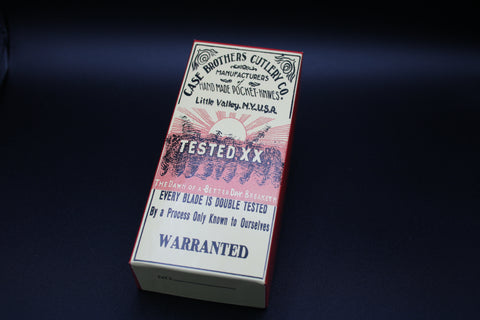 CASE BROTHERS CUTLERY CO.
MANUFACTURERS
of
HAND MADE POCKET-KNIVES
Little Valley, N.Y. U.S.A.
TESTED XX
THE DAWN OF A BETTER DAY
EVERY BLADE IS DOUBLE TESTED
By a Process Only Known to Ourselves
WARRANTED